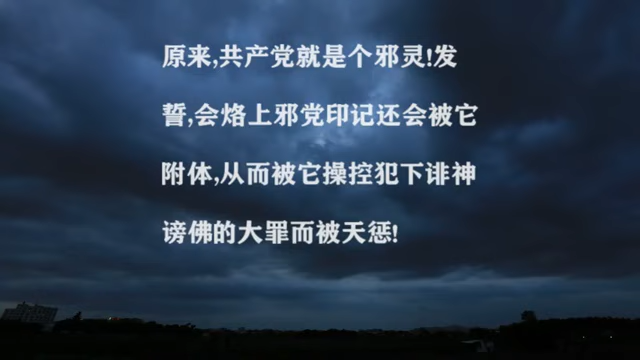 原来,共产党就是个邪灵!发
誓,会烙上邪党印记还会被它
附体,从而被它操控犯下诽神
谤佛的大罪而被天惩!